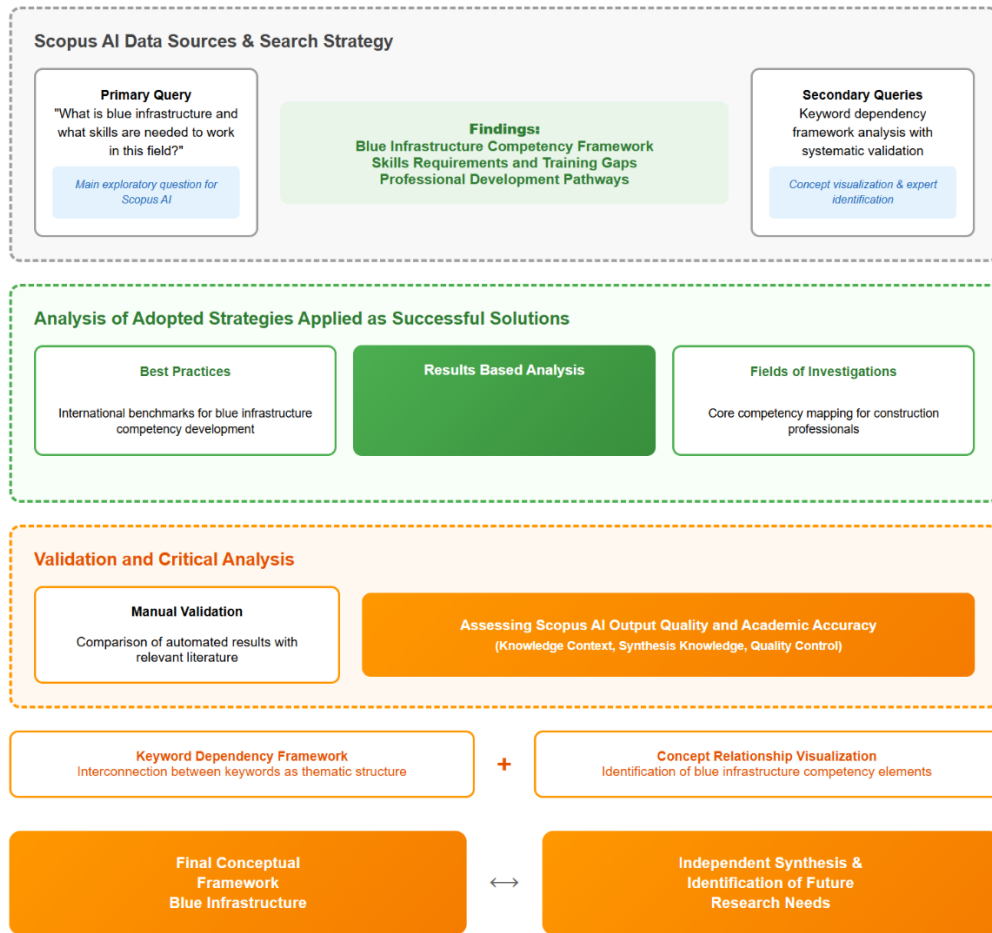 Scopus AI Data Sources & Search Strategy
Primary Query
"What is blue infrastructure and
what skills are needed to work
in this field?"
Main exploratory question for
Scopus AI
Findings:
Blue Infrastructure Competency Framework
Skills Requirements and Training Gaps
Professional Development Pathways
Secondary Queries
Keyword dependency
framework analysis with
systematic validation
Concept visualization & expert
identification
Analysis of Adopted Strategies Applied as Successful Solutions
Best Practices
International benchmarks for blue infrastructure
competency development
Results Based Analysis
Fields of Investigations
Core competency mapping for construction
professionals
Validation and Critical Analysis
Manual Validation
Comparison of automated results with
relevant literature
Assessing Scopus AI Output Quality and Academic Accuracy
(Knowledge Context, Synthesis Knowledge, Quality Control)
Keyword Dependency Framework
Interconnection between keywords as thematic structure
+
Concept Relationship Visualization
Identification of blue infrastructure competency elements
Final Conceptual
Framework
Blue Infrastructure
Independent Synthesis &
Identification of Future
Research Needs